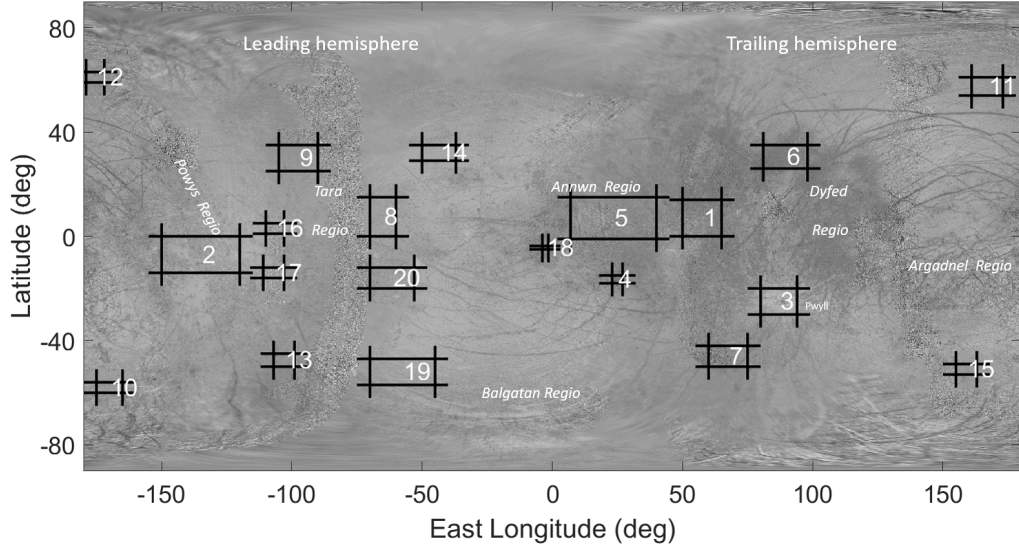 80
Leading hemisphere
Trailing hemisphere
12
11
40
9
14
6
Powys Regio
Tara
Annwn Regio
Dyfed
8
5
1
16
Regio
Regio
0
2
18
17
20
4
Argadnel Regio
3
Pwyll
-40
13
7
19
15
10
Balgatan Regio
-80
-150
-100
-50
0
50
100
150
Latitude (deg)
East Longitude (deg)